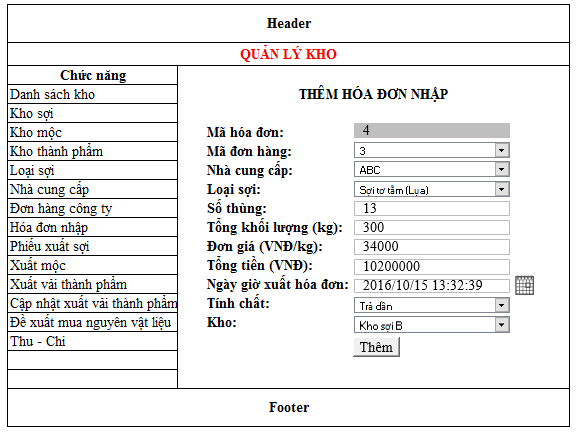 Header
QUẢN LÝ KHO
Chức năng
Danh sách kho
Kho sợi
Kho mộc
Kho thành phẩm
Loại sợi
Nhà cung cấp
Đơn hàng công ty
Hóa đơn nhập
Phiếu xuất sợi
Xuất mộc
Xuất vải thành phẩm
Cập nhật xuất vải thành phẩm
Đề xuất mua nguyên vật liệu
Thu - Chi
THÊM HÓA ĐƠN NHẬP
Mã hóa đơn: 4
Mã đơn hàng: 3
Nhà cung cấp: ABC
Loại sợi: Sợi tơ tằm (Lụa)
Số thùng: 13
Tổng khối lượng (kg): 300
Đơn giá (VNĐ/kg): 34000
Tổng tiền (VNĐ): 10200000
Ngày giờ xuất hóa đơn: 2016/10/15 13:32:39
Tính chất: Trả dần
Kho: Kho sợi B
Thêm
Footer